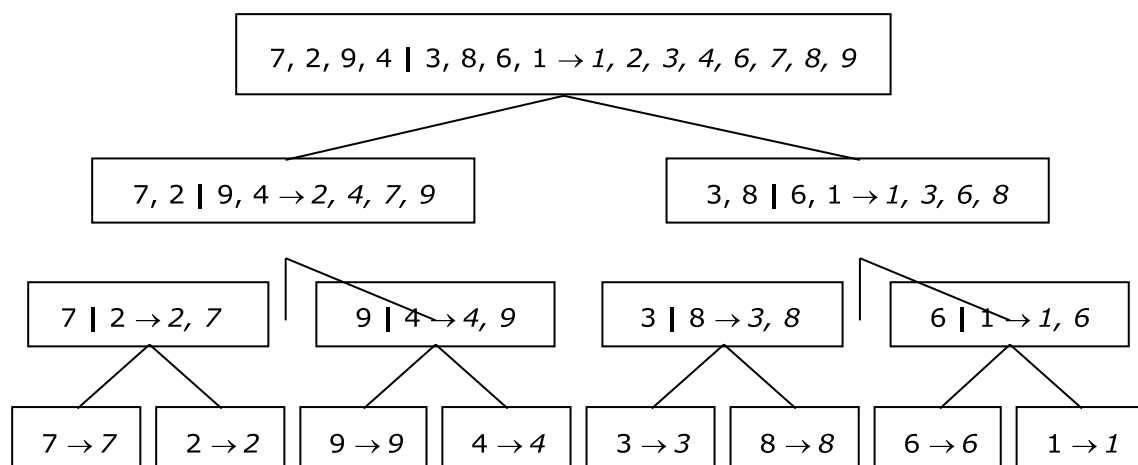 7, 2, 9, 4 | 3, 8, 6, 1 → 1, 2, 3, 4, 6, 7, 8, 9
7, 2 | 9, 4 → 2, 4, 7, 9
3, 8 | 6, 1 → 1, 3, 6, 8
7 | 2 → 2, 7
9 | 4 → 4, 9
3 | 8 → 3, 8
6 | 1 → 1, 6
7 → 7
2 → 2
9 → 9
4 → 4
3 → 3
8 → 8
6 → 6
1 → 1